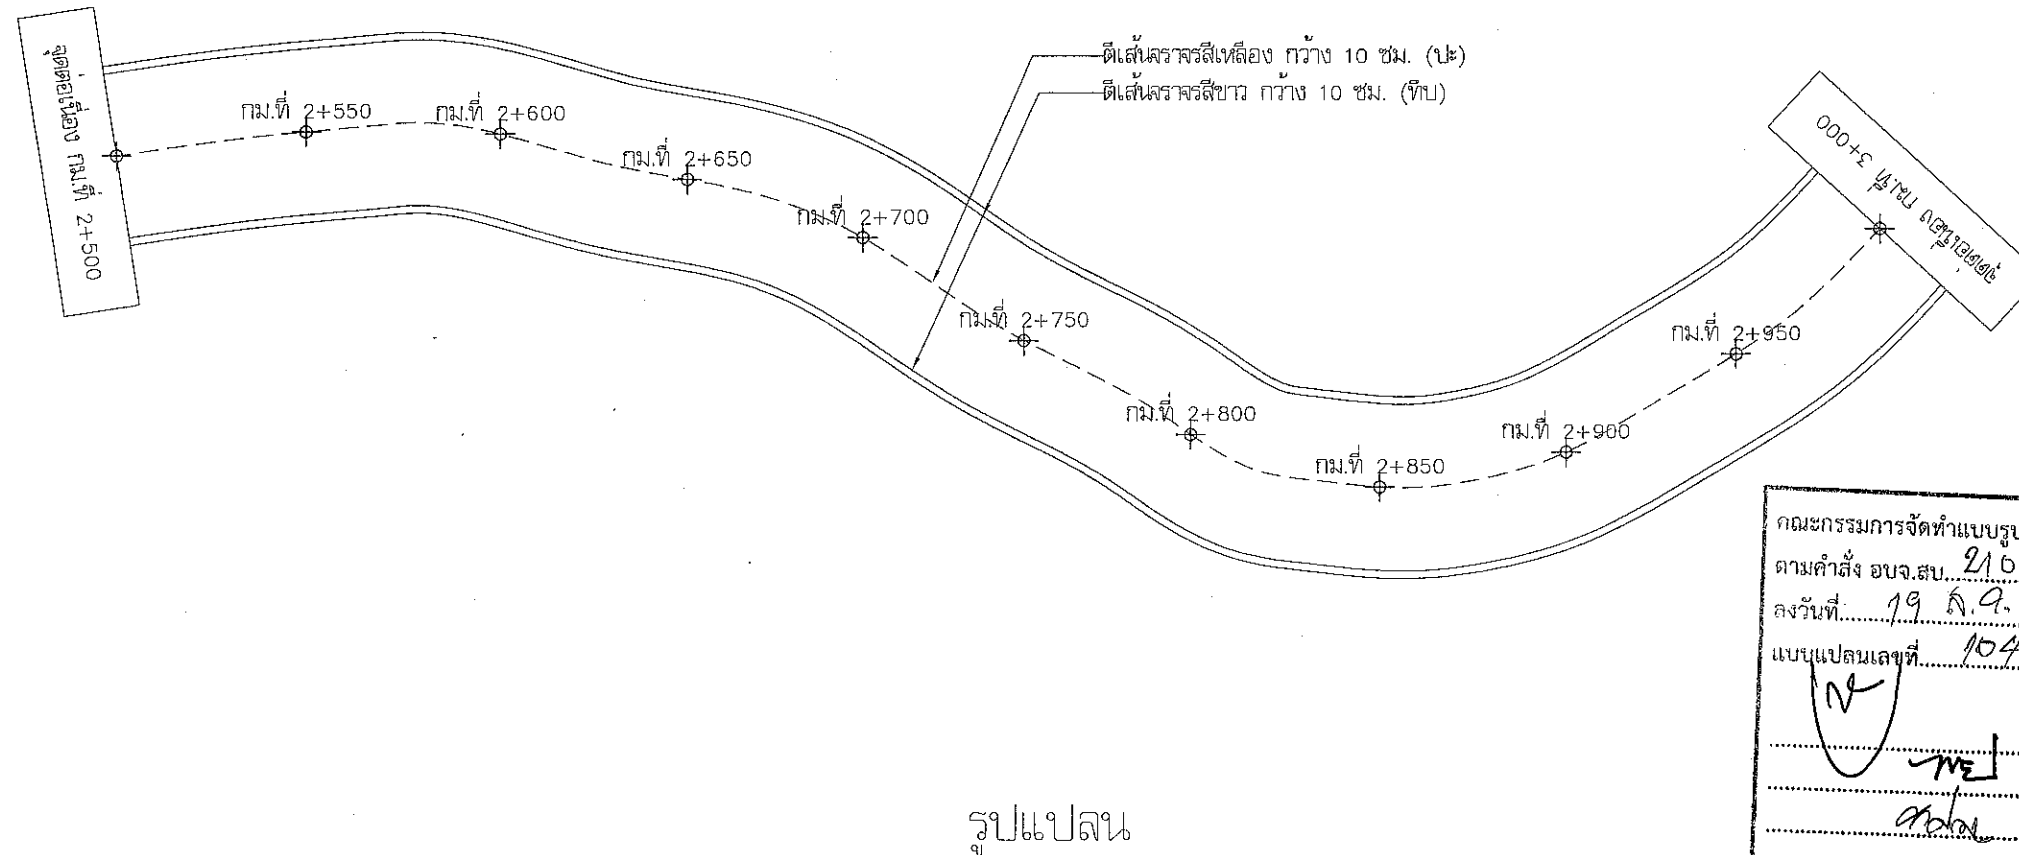 ตีเส้นจราจรสีเหลือง กว้าง 10 ซม. (ปะ)
ตีเส้นจราจรสีขาว กว้าง 10 ซม. (ทึบ)
จุดต่อเนื่อง กม.ที่ 2+500
กม.ที่ 2+550
กม.ที่ 2+600
กม.ที่ 2+650
กม.ที่ 2+700
กม.ที่ 2+750
กม.ที่ 2+800
กม.ที่ 2+850
กม.ที่ 2+900
กม.ที่ 2+950
จุดต่อเนื่อง กม.ที่ 3+000
คณะกรรมการจัดทำแบบรูป
ตามคำสั่ง อบจ.สบ. 210
ลงวันที่ 19 ส.ค.
แบบแปลนเลขที่ 104
รูปแปลน